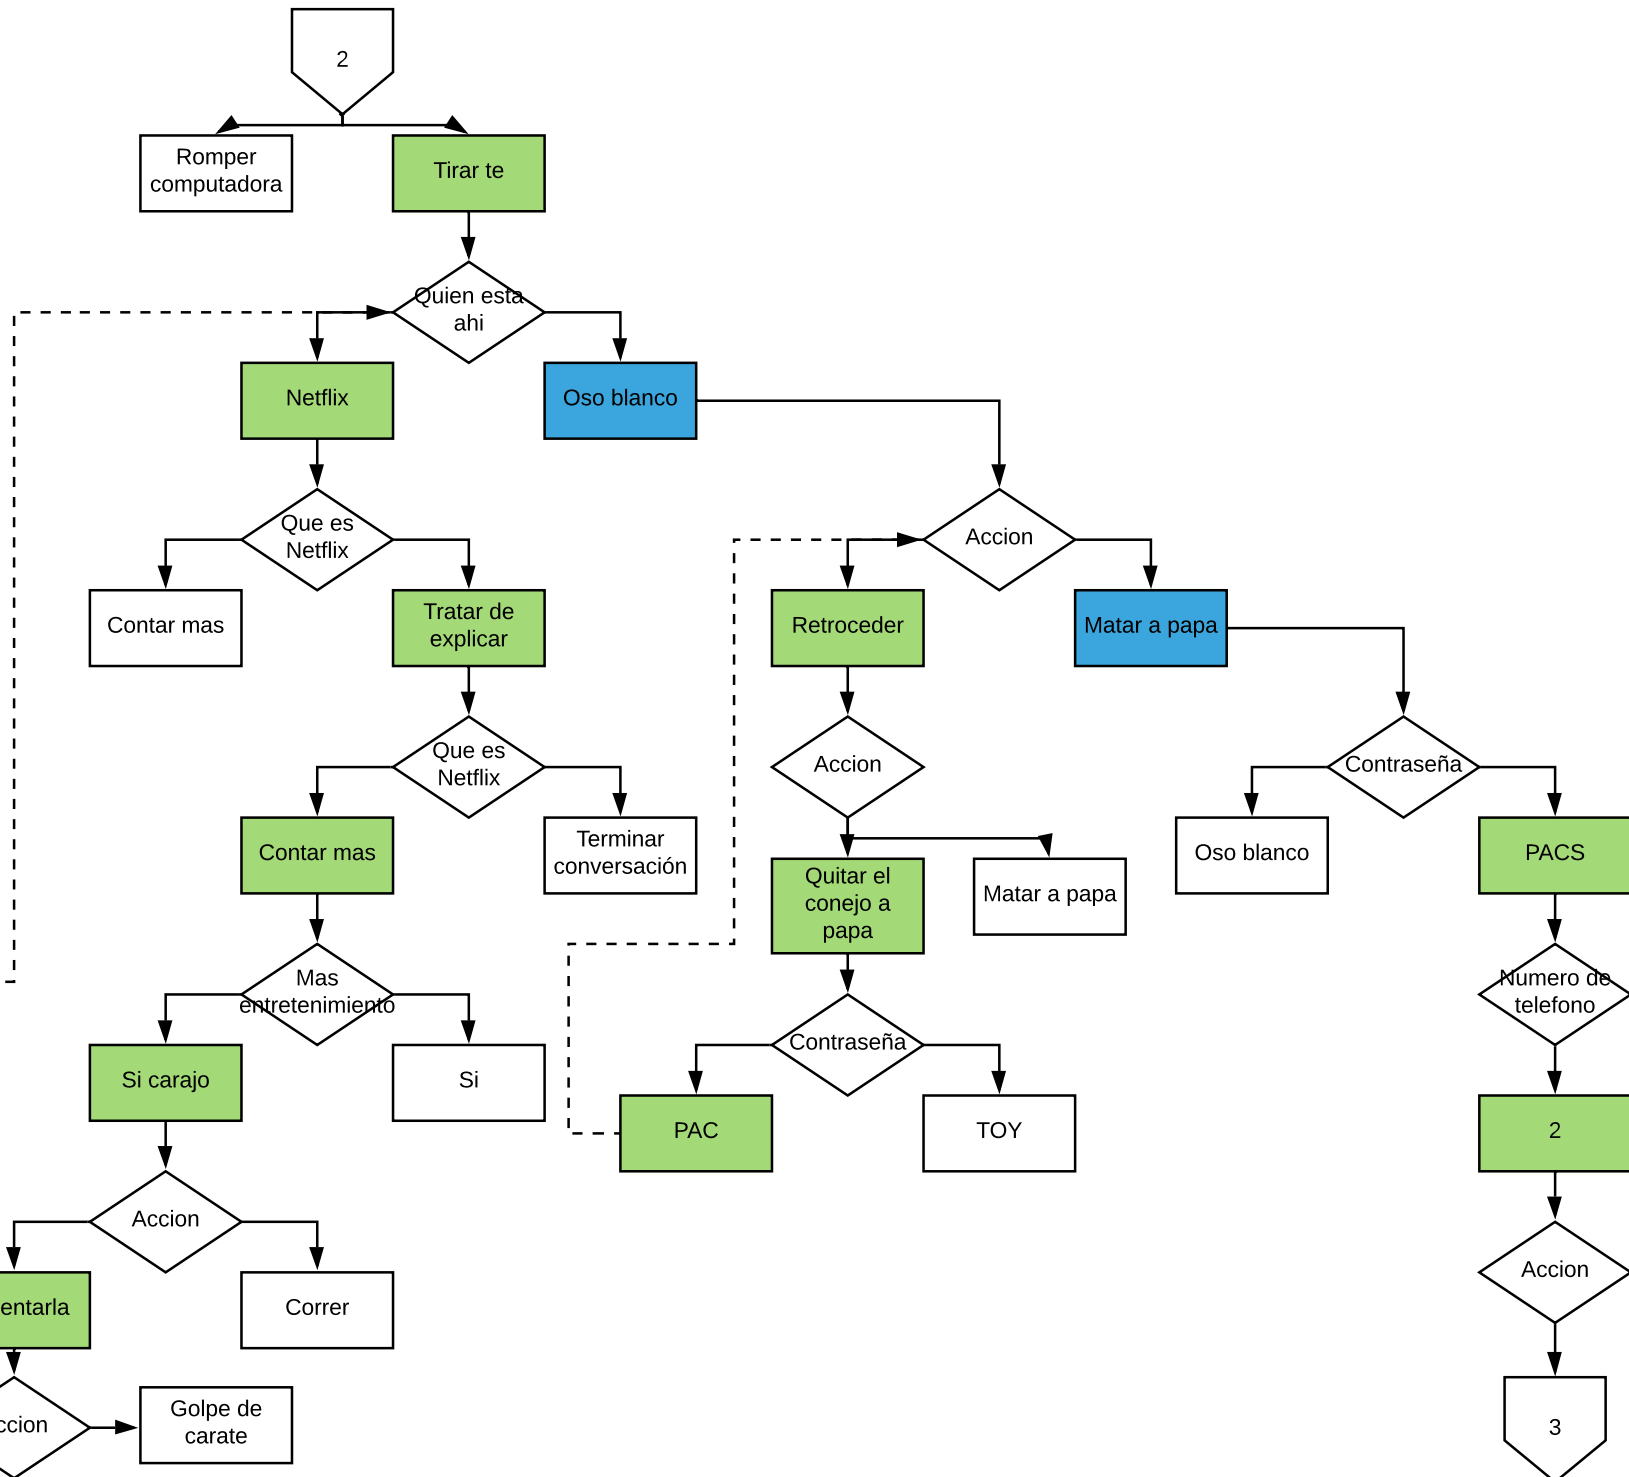 2
Romper
computadora
Tirar te
Quien esta
ahi
Netflix
Oso blanco
Que es
Netflix
Accion
Contar mas
Tratar de
explicar
Retroceder
Matar a papa
Que es
Netflix
Accion
Contraseña
Contar mas
Terminar
conversación
Quitar el
conejo a
papa
Matar a papa
Oso blanco
PACS
Mas
entretenimiento
Contraseña
Numero de
telefono
Si carajo
Si
PAC
TOY
2
Accion
Accion
entarla
Correr
ccion
Golpe de
carate
3